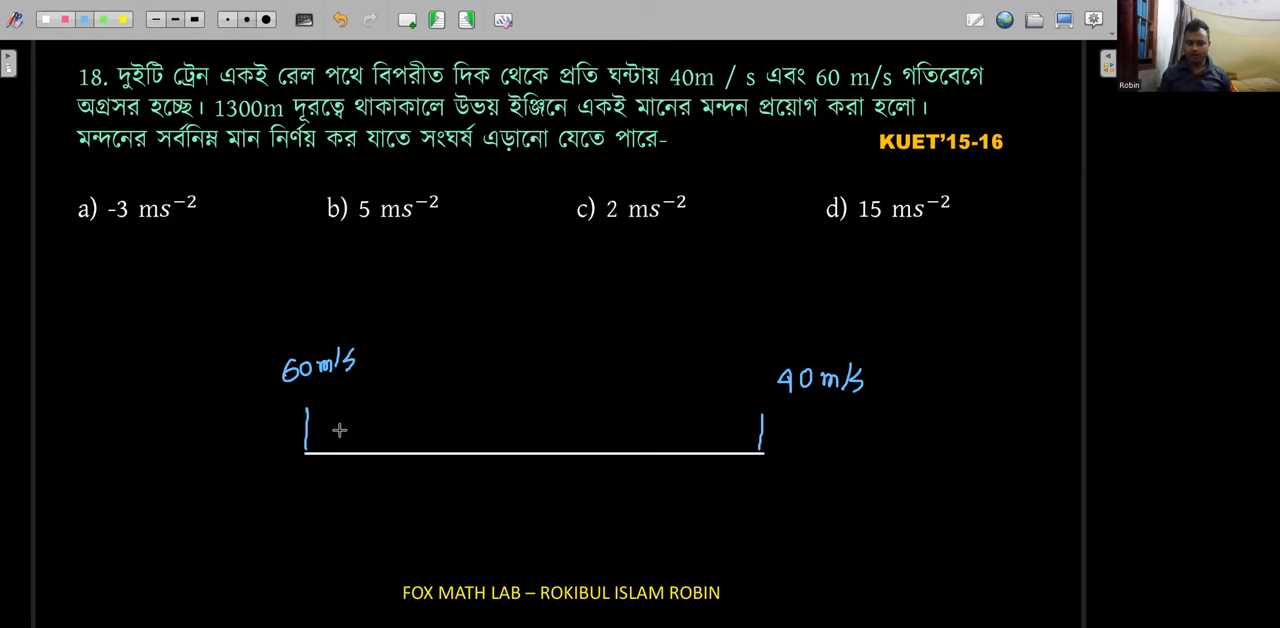 18. দুইটি ট্রেন একই রেল পথে বিপরীত দিক থেকে প্রতি ঘন্টায় 40m / s এবং 60 m/s গতিবেগে
অগ্রসর হচ্ছে। 1300m দূরত্বে থাকাকালে উভয় ইঞ্জিনে একই মানের মন্দন প্রয়োগ করা হলো।
মন্দনের সর্বনিম্ন মান নির্ণয় কর যাতে সংঘর্ষ এড়ানো যেতে পারে-
KUET’15-16
a) -3 ms⁻² b) 5 ms⁻² c) 2 ms⁻² d) 15 ms⁻²
60 m/s
40 m/s
FOX MATH LAB – ROKIBUL ISLAM ROBIN
Robin